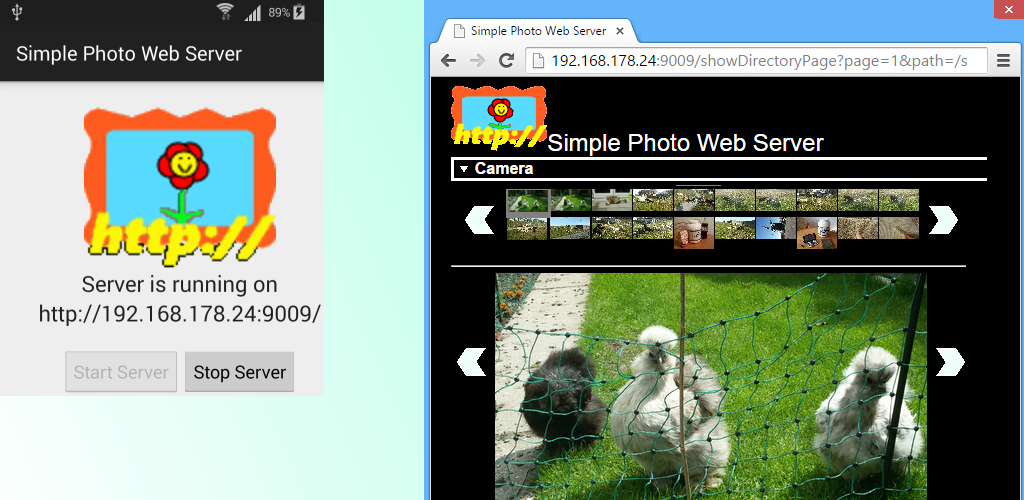 89%
Simple Photo Web Server
http://
Server is running on
http://192.168.178.24:9009/
Start Server
Stop Server
Simple Photo Web Server
192.168.178.24:9009/showDirectoryPage?page=1&path=/s
http://
Simple Photo Web Server
Camera